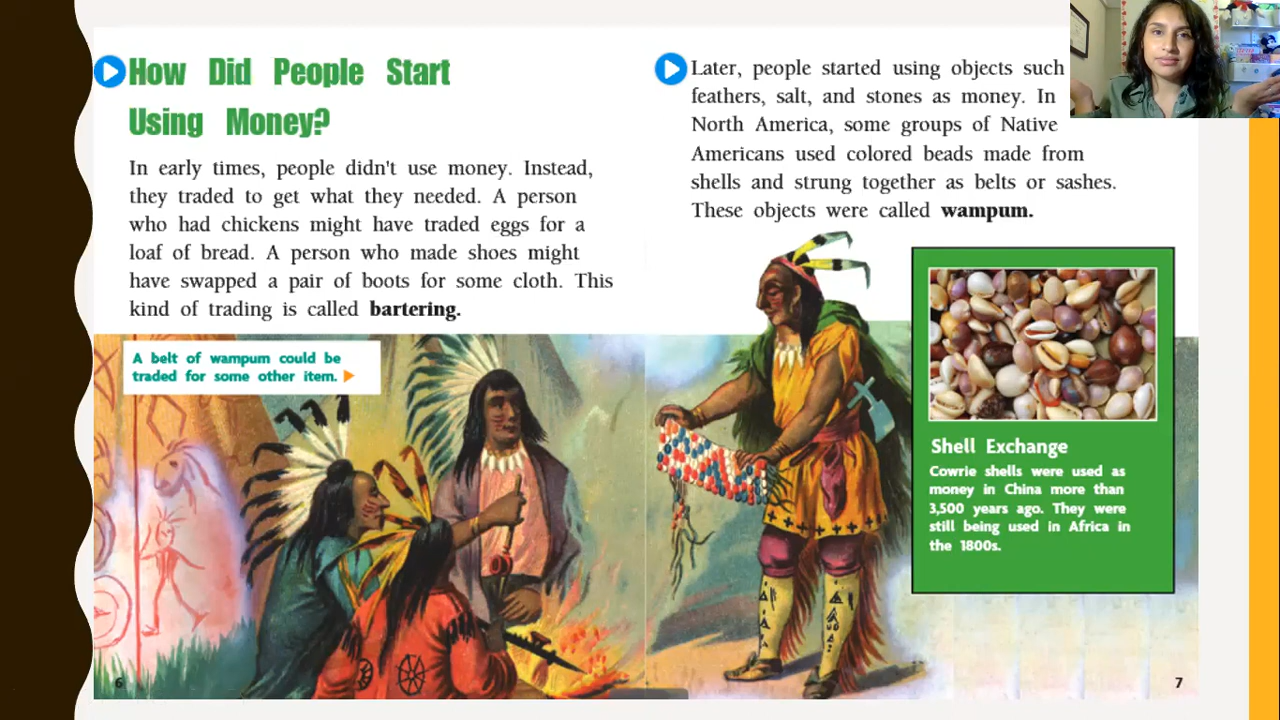 How Did People Start
Using Money?
In early times, people didn't use money. Instead,
they traded to get what they needed. A person
who had chickens might have traded eggs for a
loaf of bread. A person who made shoes might
have swapped a pair of boots for some cloth. This
kind of trading is called bartering.
A belt of wampum could be
traded for some other item.
6
Later, people started using objects such
feathers, salt, and stones as money. In
North America, some groups of Native
Americans used colored beads made from
shells and strung together as belts or sashes.
These objects were called wampum.
Shell Exchange
Cowrie shells were used as
money in China more than
3,500 years ago. They were
still being used in Africa in
the 1800s.
7